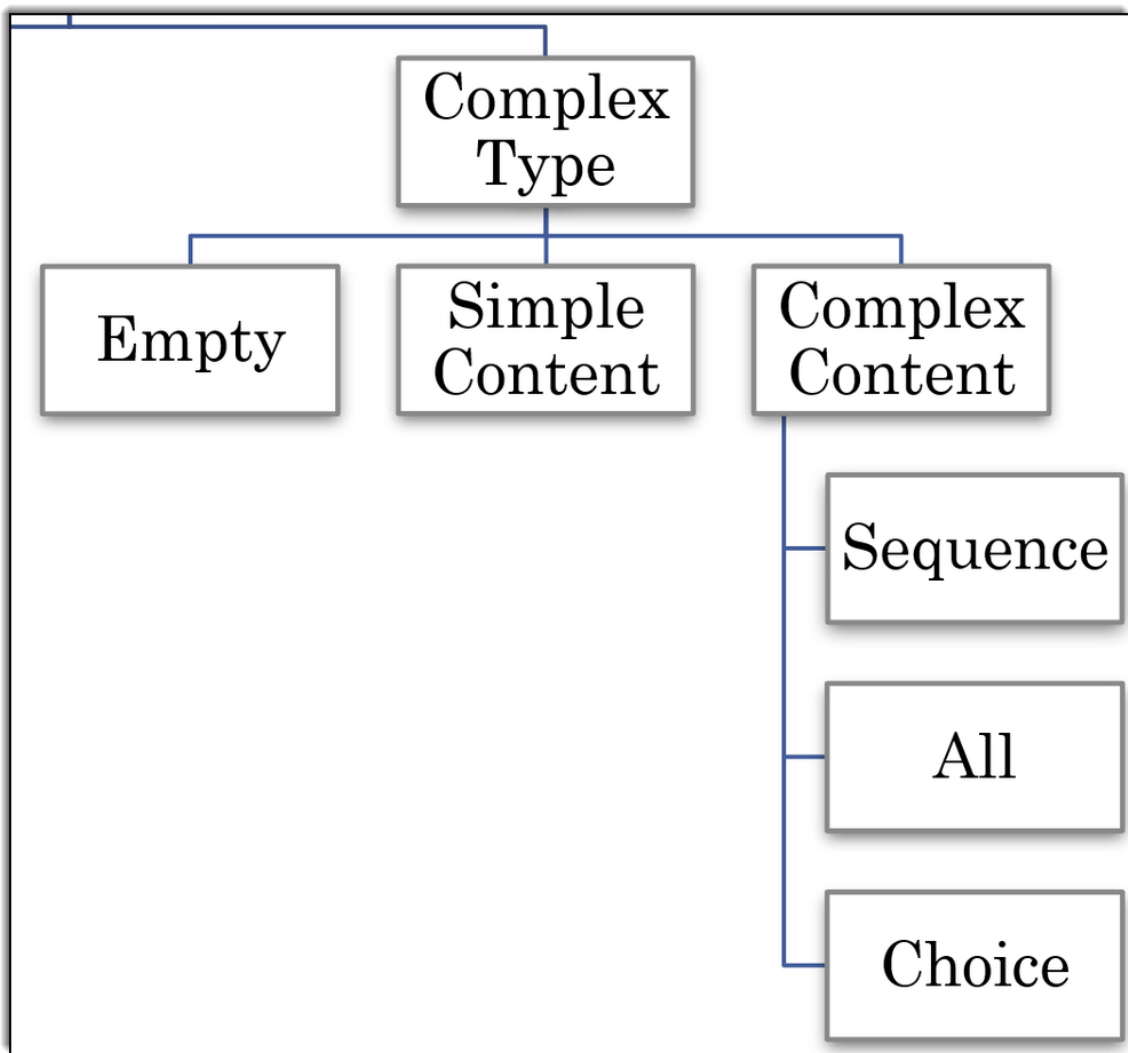 Complex
Type
Empty
Simple
Content
Complex
Content
Sequence
All
Choice